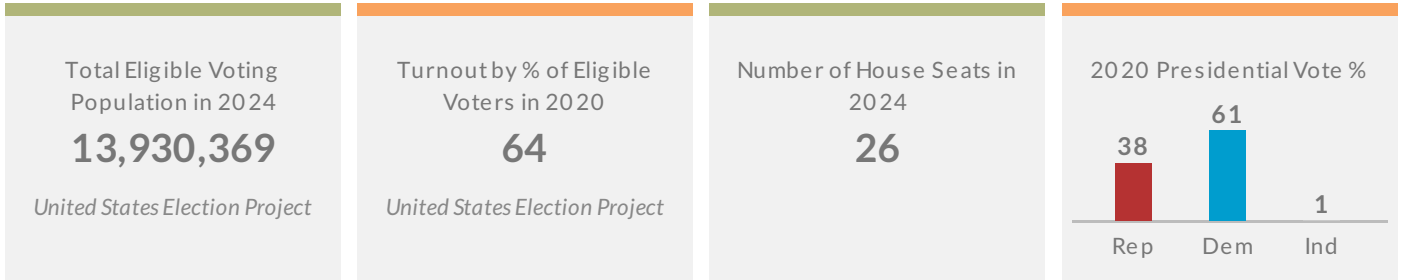 Total Eligible Voting
Population in 2024
13,930,369
United States Election Project
Turnout by % of Eligible
Voters in 2020
64
United States Election Project
Number of House Seats in
2024
26
2020 Presidential Vote %
38
61
1
Rep
Dem
Ind